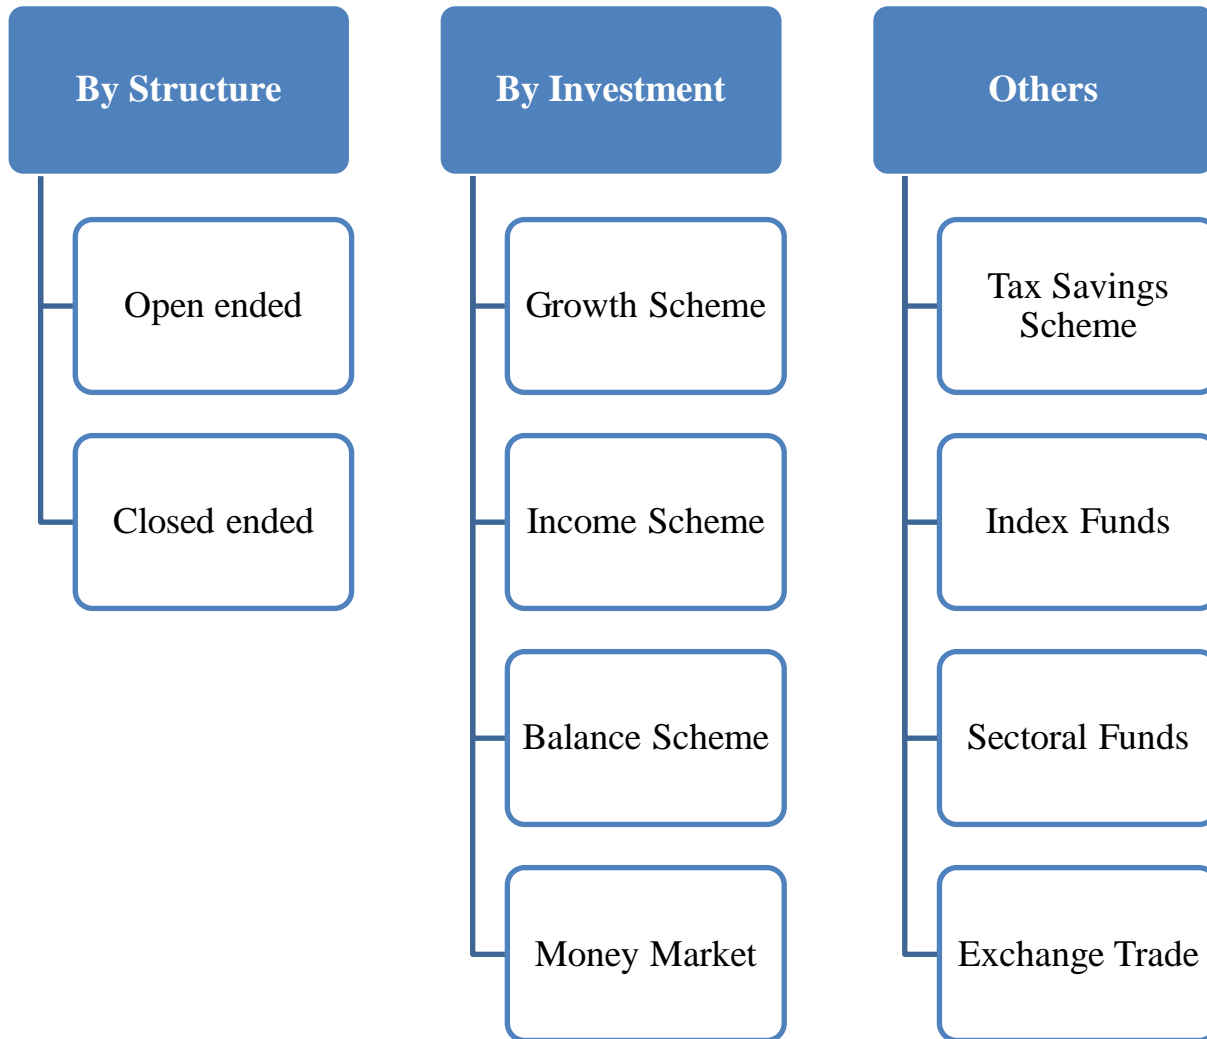 By Structure
Open ended
Closed ended
By Investment
Growth Scheme
Income Scheme
Balance Scheme
Money Market
Others
Tax Savings
Scheme
Index Funds
Sectoral Funds
Exchange Trade